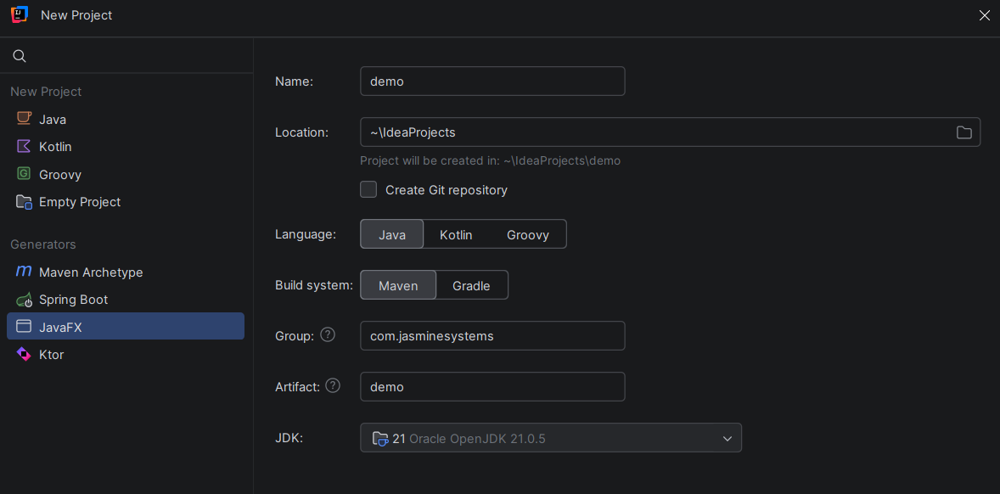 New Project
New Project
Java
Kotlin
Groovy
Empty Project
Generators
Maven Archetype
Spring Boot
JavaFX
Ktor
Name: demo
Location: ~\IdeaProjects
Project will be created in: ~\IdeaProjects\demo
Create Git repository
Language: Java Kotlin Groovy
Build system: Maven Gradle
Group: ? com.jasminesystems
Artifact: ? demo
JDK: 21 Oracle OpenJDK 21.0.5